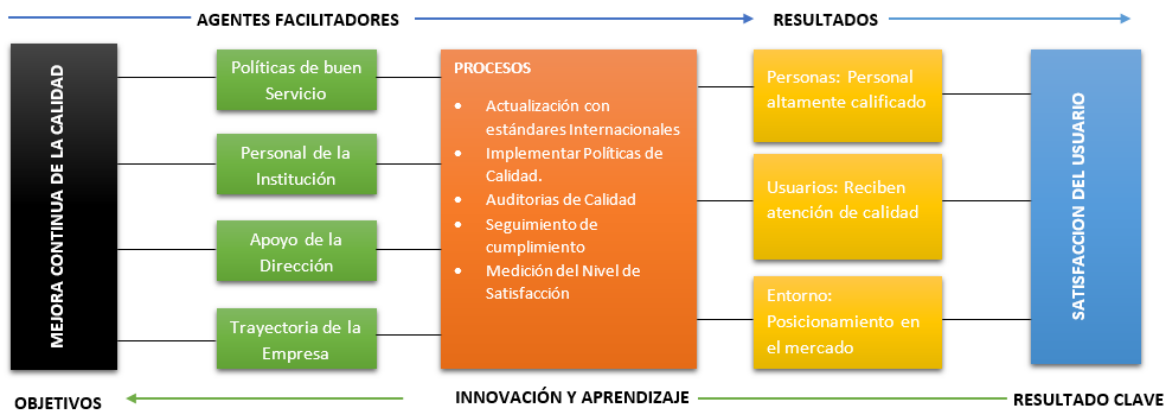 AGENTES FACILITADORES
RESULTADOS
MEJORA CONTINUA DE LA CALIDAD
Políticas de buen
Servicio
Personal de la
Institución
Apoyo de la
Dirección
Trayectoria de la
Empresa
PROCESOS
• Actualización con
estándares Internacionales
• Implementar Políticas de
Calidad.
• Auditorias de Calidad
• Seguimiento de
cumplimiento
• Medición del Nivel de
Satisfacción
Personas: Personal
altamente calificado
Usuarios: Reciben
atención de calidad
Entorno:
Posicionamiento en
el mercado
SATISFACCION DEL USUARIO
OBJETIVOS
INNOVACIÓN Y APRENDIZAJE
RESULTADO CLAVE